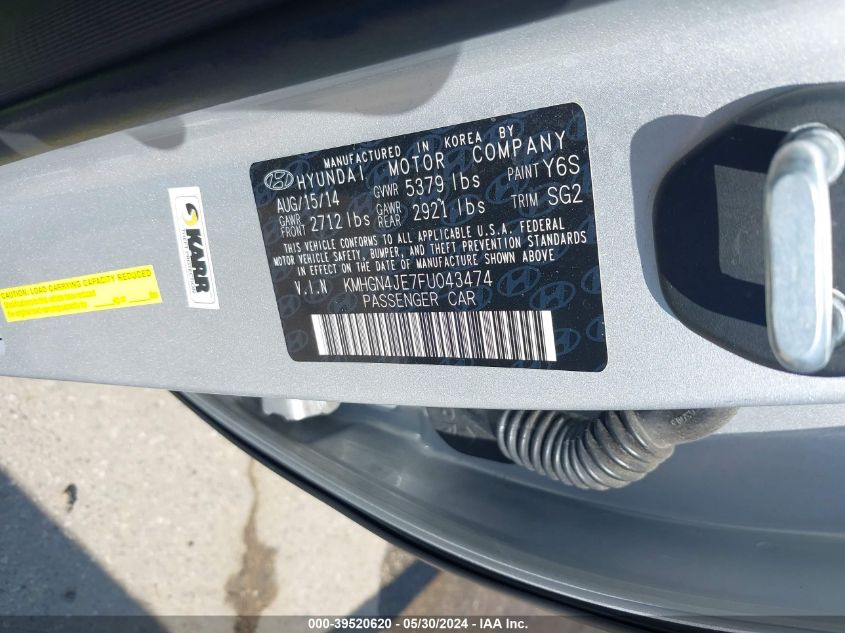 MANUFACTURED IN KOREA BY
HYUNDAI MOTOR COMPANY
AUG/15/14 GVWR 5379 lbs PAINT Y6S
GAWR FRONT 2712 lbs GAWR REAR 2921 lbs TRIM SG2
THIS VEHICLE CONFORMS TO ALL APPLICABLE U.S.A. FEDERAL
MOTOR VEHICLE SAFETY, BUMPER, AND THEFT PREVENTION STANDARDS
IN EFFECT ON THE DATE OF MANUFACTURE SHOWN ABOVE
V.I.N KMHGN4JE7FU043474
PASSENGER CAR
S KARR
CAUTION: LOAD CARRYING CAPACITY REDUCED
000-39520620 - 05/30/2024 - IAA Inc.